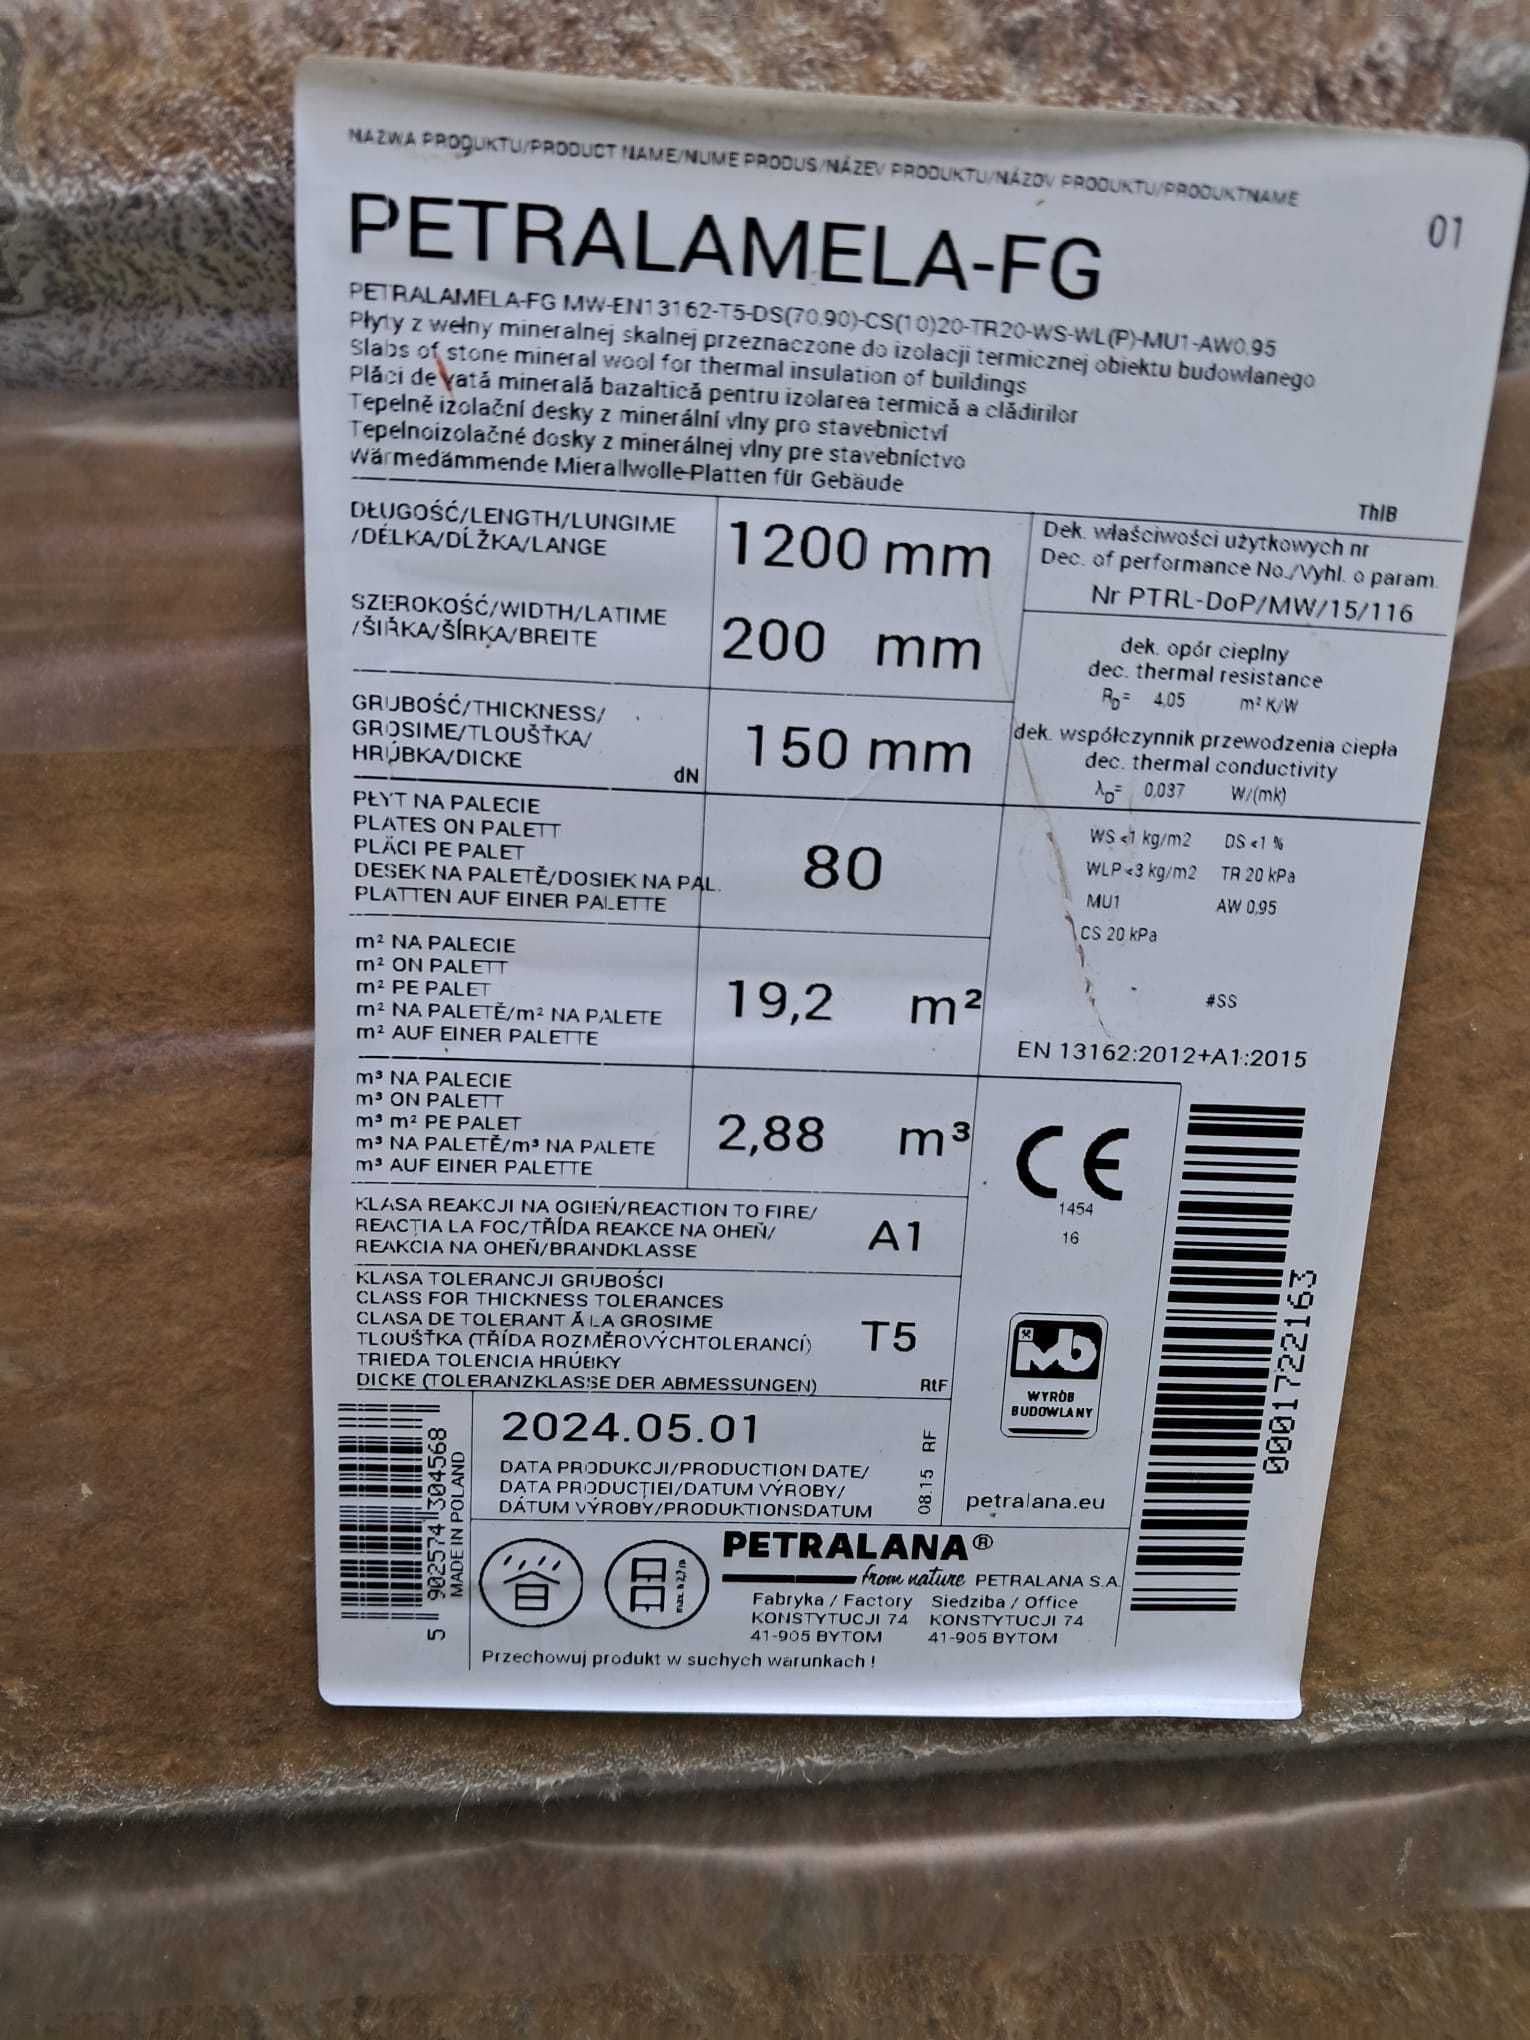 NAZWA PRODUKTU/PRODUCT NAME/NUME PRODUS/NÁZEV PRODUKTU/NÁZOV PRODUKTU/PRODUKTNAME
01
PETRALAMELA-FG
PETRALAMELA-FG MW-EN13162-T5-DS(70.90)-CS(10)20-TR20-WS-WL(P)-MU1-AW0,95
Płyty z wełny mineralnej skalnej przeznaczone do izolacji termicznej obiektu budowlanego
Slabs of stone mineral wool for thermal insulation of buildings
Plăci de vată minerală bazaltică pentru izolarea termică a clădirilor
Tepelně izolační desky z minerální vlny pro stavebnictví
Tepelnoizolačné dosky z minerálnej vlny pre stavebníctvo
Wärmedämmende Mierallwolle-Platten für Gebäude
ThIB
DŁUGOŚĆ/LENGTH/LUNGIME
/DÉLKA/DĹŽKA/LANGE
1200 mm
SZEROKOŚĆ/WIDTH/LATIME
/ŠIŘKA/ŠÍRKA/BREITE
200 mm
GRUBOŚĆ/THICKNESS/
GROSIME/TLOUŠŤKA/
HRÚBKA/DICKE
dN
150 mm
Dek. właściwości użytkowych nr
Dec. of performance No./Vyhl. o param.
Nr PTRL-DoP/MW/15/116
dek. opór cieplny
dec. thermal resistance
RD= 4,05 m² K/W
dek. współczynnik przewodzenia ciepła
dec. thermal conductivity
λD= 0,037 W/(mk)
PŁYT NA PALECIE
PLATES ON PALETT
PLĂCI PE PALET
DESEK NA PALETĚ/DOSIEK NA PAL.
PLATTEN AUF EINER PALETTE
80
WS <1 kg/m2 DS <1 %
WLP <3 kg/m2 TR 20 kPa
MU1 AW 0,95
CS 20 kPa
#SS
EN 13162:2012+A1:2015
m² NA PALECIE
m² ON PALETT
m² PE PALET
m² NA PALETĚ/m² NA PALETE
m² AUF EINER PALETTE
19,2 m²
m³ NA PALECIE
m³ ON PALETT
m³ m² PE PALET
m³ NA PALETĚ/m³ NA PALETE
m³ AUF EINER PALETTE
2,88 m³
KLASA REAKCJI NA OGIEŃ/REACTION TO FIRE/
REACȚIA LA FOC/TŘÍDA REAKCE NA OHEŇ/
REAKCIA NA OHEŇ/BRANDKLASSE
A1
KLASA TOLERANCJI GRUBOŚCI
CLASS FOR THICKNESS TOLERANCES
CLASA DE TOLERANT Ă LA GROSIME
TLOUŠŤKA (TŘÍDA ROZMĚROVÝCHTOLERANCÍ)
TRIEDA TOLENCIA HRÚBKY
DICKE (TOLERANZKLASSE DER ABMESSUNGEN)
T5
RtF
CE
1454
16
mb
WYRÓB
BUDOWLANY
0001722163
2024.05.01
DATA PRODUKCJI/PRODUCTION DATE/
DATA PRODUCȚIEI/DATUM VÝROBY/
DÁTUM VÝROBY/PRODUKTIONSDATUM
08.15 RF
petralana.eu
5 902574 304568
MADE IN POLAND
max. h 2,7 m
PETRALANA®
from nature PETRALANA S.A.
Fabryka / Factory Siedziba / Office
KONSTYTUCJI 74 KONSTYTUCJI 74
41-905 BYTOM 41-905 BYTOM
Przechowuj produkt w suchych warunkach !